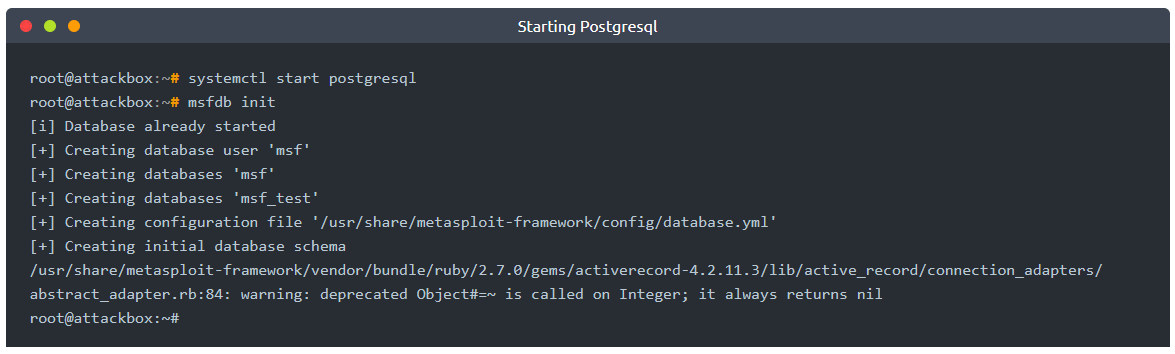 Starting Postgresql
root@attackbox:~# systemctl start postgresql
root@attackbox:~# msfdb init
[i] Database already started
[+] Creating database user 'msf'
[+] Creating databases 'msf'
[+] Creating databases 'msf_test'
[+] Creating configuration file '/usr/share/metasploit-framework/config/database.yml'
[+] Creating initial database schema
/usr/share/metasploit-framework/vendor/bundle/ruby/2.7.0/gems/activerecord-4.2.11.3/lib/active_record/connection_adapters/
abstract_adapter.rb:84: warning: deprecated Object#=~ is called on Integer; it always returns nil
root@attackbox:~#